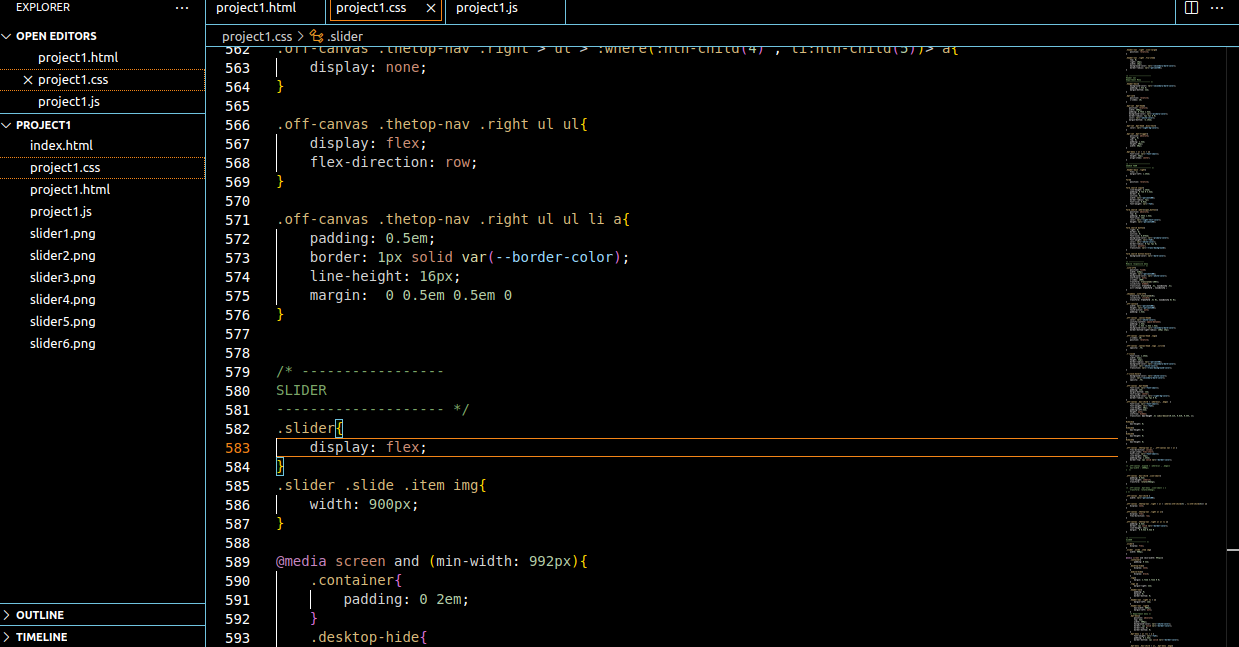 EXPLORER
OPEN EDITORS
project1.html
project1.css
project1.js
PROJECT1
index.html
project1.css
project1.html
project1.js
slider1.png
slider2.png
slider3.png
slider4.png
slider5.png
slider6.png
OUTLINE
TIMELINE
project1.html project1.css project1.js
project1.css > .slider
562 .off-canvas .thetop-nav .right > ul > :where(:nth-child(4) , li:nth-child(5))> a{
563 display: none;
564 }
565
566 .off-canvas .thetop-nav .right ul ul{
567 display: flex;
568 flex-direction: row;
569 }
570
571 .off-canvas .thetop-nav .right ul ul li a{
572 padding: 0.5em;
573 border: 1px solid var(--border-color);
574 line-height: 16px;
575 margin:  0 0.5em 0.5em 0
576 }
577
578
579 /* -----------------
580 SLIDER
581 -------------------- */
582 .slider{
583 display: flex;
584 }
585 .slider .slide .item img{
586 width: 900px;
587 }
588
589 @media screen and (min-width: 992px){
590 .container{
591 padding: 0 2em;
592 }
593 .desktop-hide{